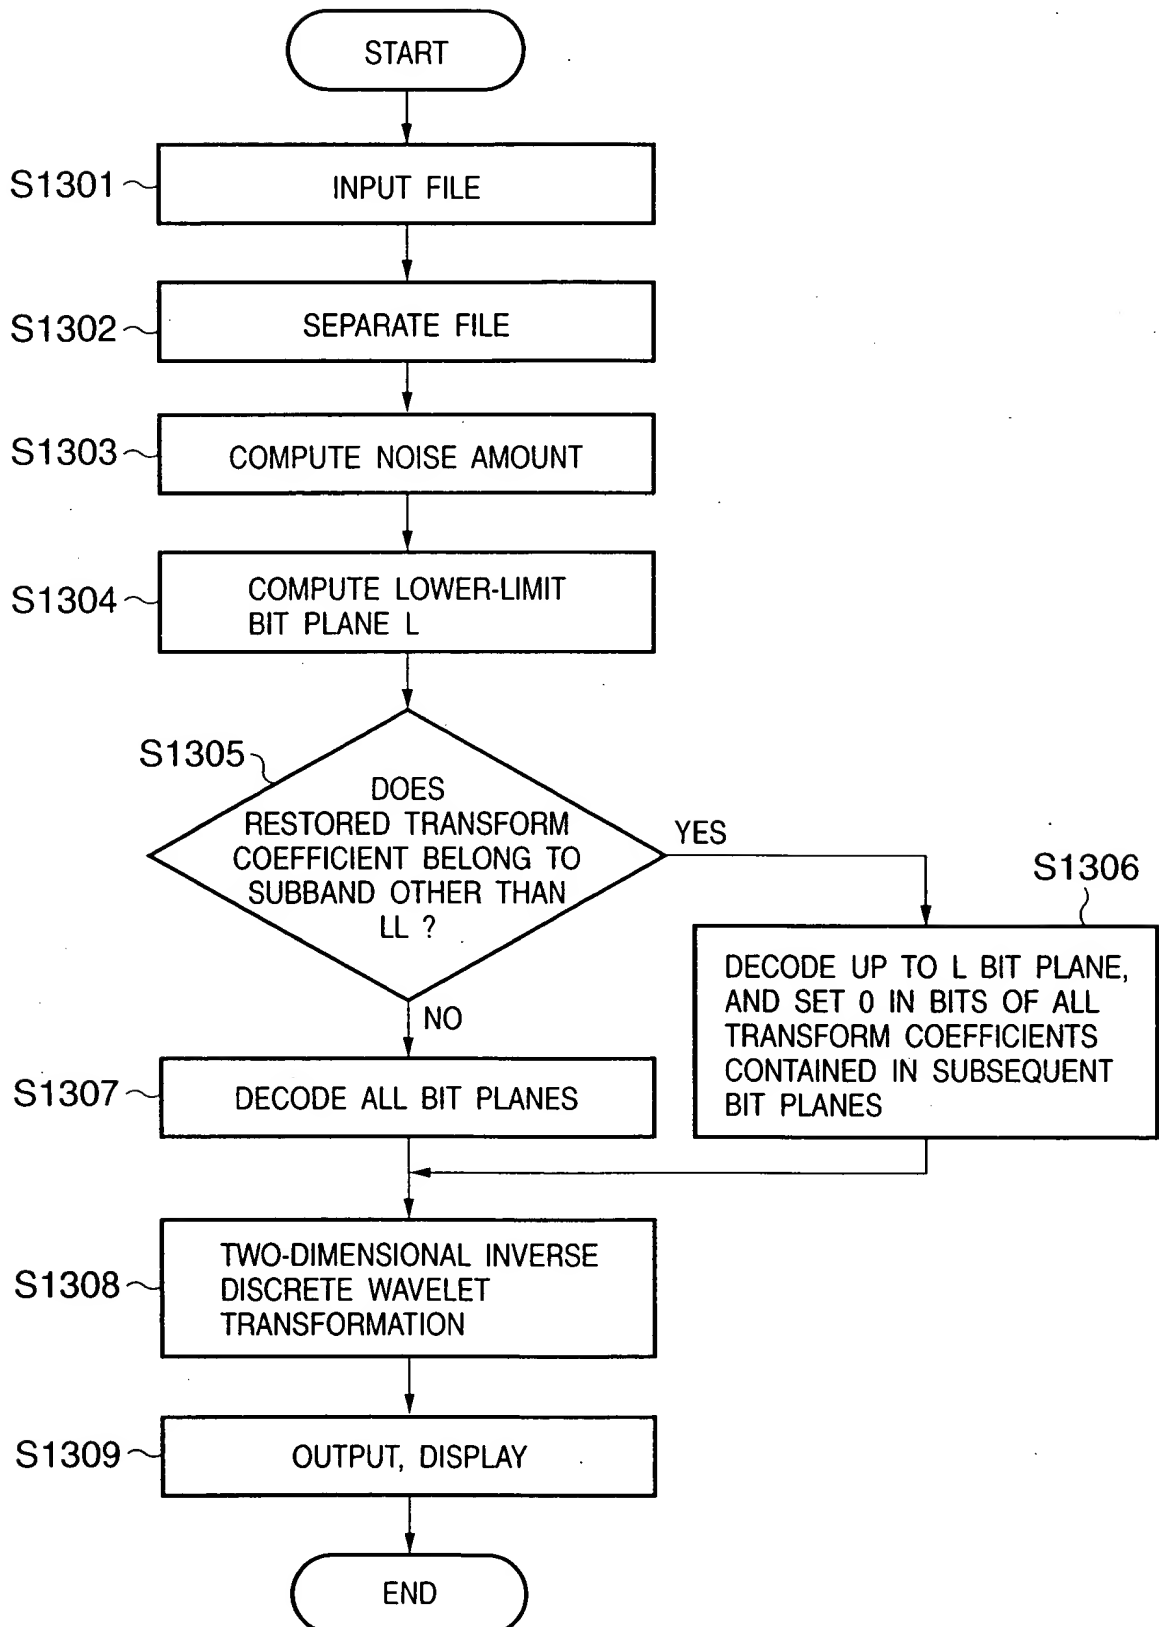 START
S1301
INPUT FILE
S1302
SEPARATE FILE
S1303
COMPUTE NOISE AMOUNT
S1304
COMPUTE LOWER-LIMIT
BIT PLANE L
S1305
DOES
RESTORED TRANSFORM
COEFFICIENT BELONG TO
SUBBAND OTHER THAN
LL ?
YES
S1306
DECODE UP TO L BIT PLANE,
AND SET 0 IN BITS OF ALL
TRANSFORM COEFFICIENTS
CONTAINED IN SUBSEQUENT
BIT PLANES
NO
S1307
DECODE ALL BIT PLANES
S1308
TWO-DIMENSIONAL INVERSE
DISCRETE WAVELET
TRANSFORMATION
S1309
OUTPUT, DISPLAY
END